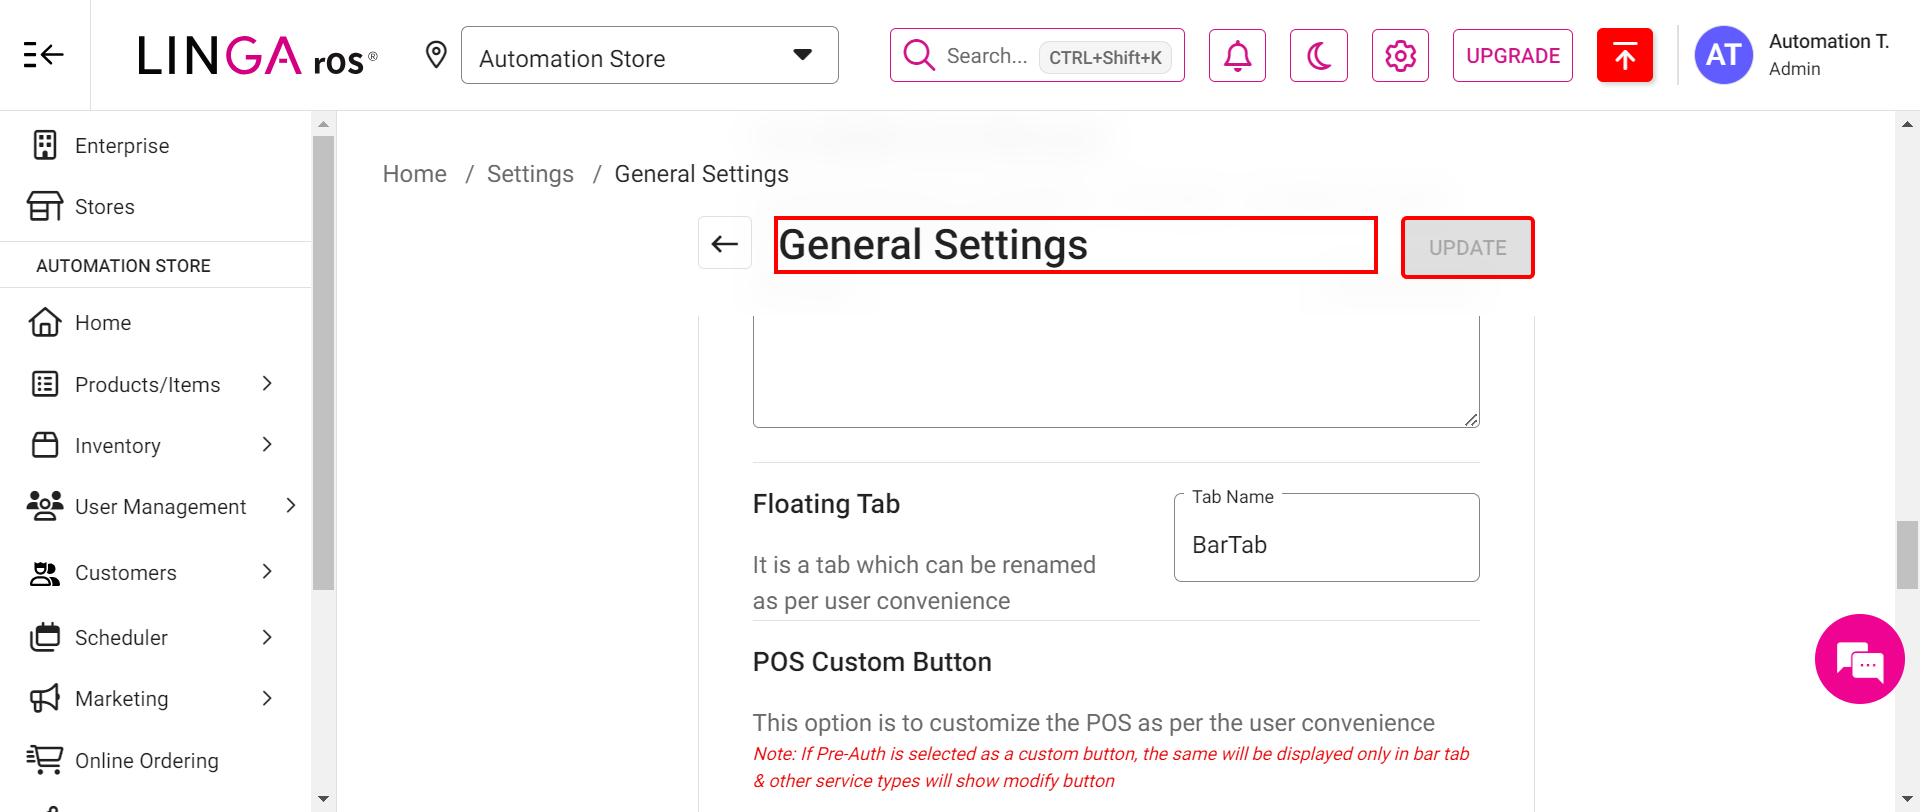 LINGA ros®
Automation Store
Search... CTRL+Shift+K
UPGRADE
AT
Automation T.
Admin
Enterprise
Stores
AUTOMATION STORE
Home
Products/Items
Inventory
User Management
Customers
Scheduler
Marketing
Online Ordering
Home / Settings / General Settings
General Settings
UPDATE
Floating Tab
It is a tab which can be renamed
as per user convenience
Tab Name
BarTab
POS Custom Button
This option is to customize the POS as per the user convenience
Note: If Pre-Auth is selected as a custom button, the same will be displayed only in bar tab
& other service types will show modify button